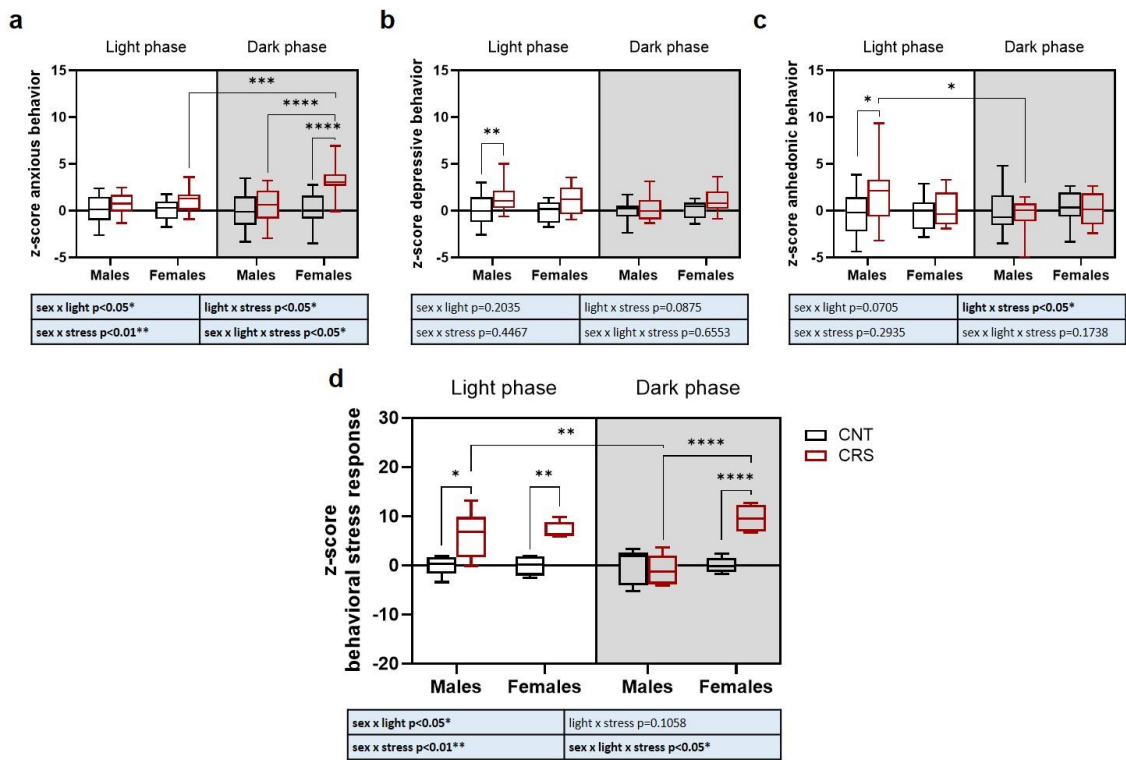 a
Light phase Dark phase
z-score anxious behavior
15
10
5
0
-5
***
****
****
Males Females Males Females
sex x light p<0.05* light x stress p<0.05*
sex x stress p<0.01** sex x light x stress p<0.05*
b
Light phase Dark phase
z-score depressive behavior
15
10
5
0
-5
**
Males Females Males Females
sex x light p=0.2035 light x stress p=0.0875
sex x stress p=0.4467 sex x light x stress p=0.6553
c
Light phase Dark phase
z-score anhedonic behavior
15
10
5
0
-5
*
*
Males Females Males Females
sex x light p=0.0705 light x stress p<0.05*
sex x stress p=0.2935 sex x light x stress p=0.1738
d
Light phase Dark phase
z-score
behavioral stress response
30
20
10
0
-10
-20
*
**
**
****
****
Males Females Males Females
CNT
CRS
sex x light p<0.05* light x stress p=0.1058
sex x stress p<0.01** sex x light x stress p<0.05*